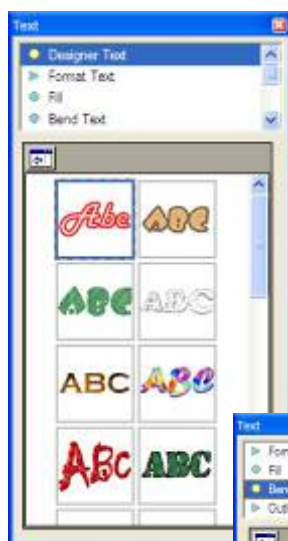 Text
Designer Text
Format Text
Fill
Bend Text
Abc
ABC
ABC
ABC
ABC
ABC
ABC
ABC
Text
Fill